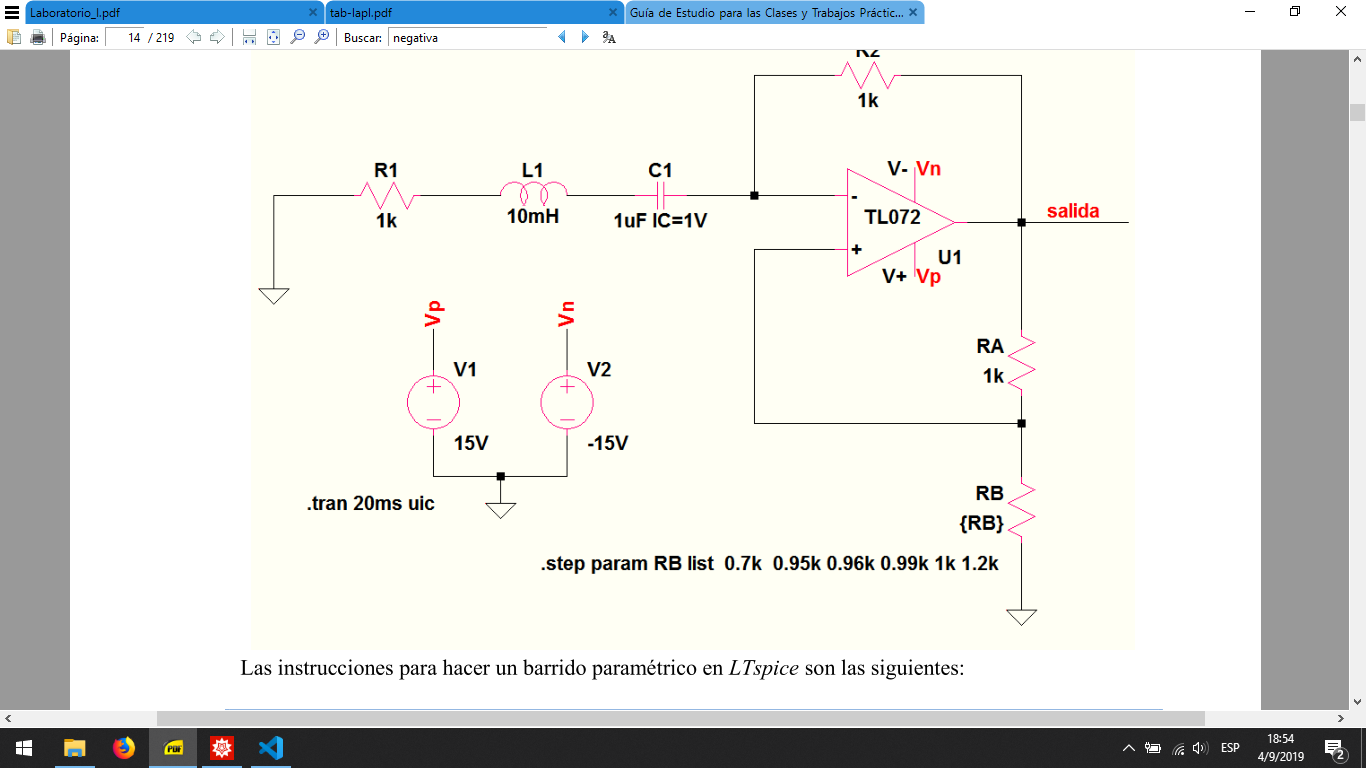 Laboratorio_I.pdf
tab-lapl.pdf
Guía de Estudio para las Clases y Trabajos Práctic...
Página:
14 / 219
Buscar:
negativa
R2
1k
R1
1k
L1
10mH
C1
1uF IC=1V
V- Vn
-
TL072
+
U1
V+ Vp
salida
Vp
V1
15V
Vn
V2
-15V
RA
1k
.tran 20ms uic
RB
{RB}
.step param RB list 0.7k 0.95k 0.96k 0.99k 1k 1.2k
Las instrucciones para hacer un barrido paramétrico en LTspice son las siguientes:
PDF
ESP
18:54
4/9/2019
2